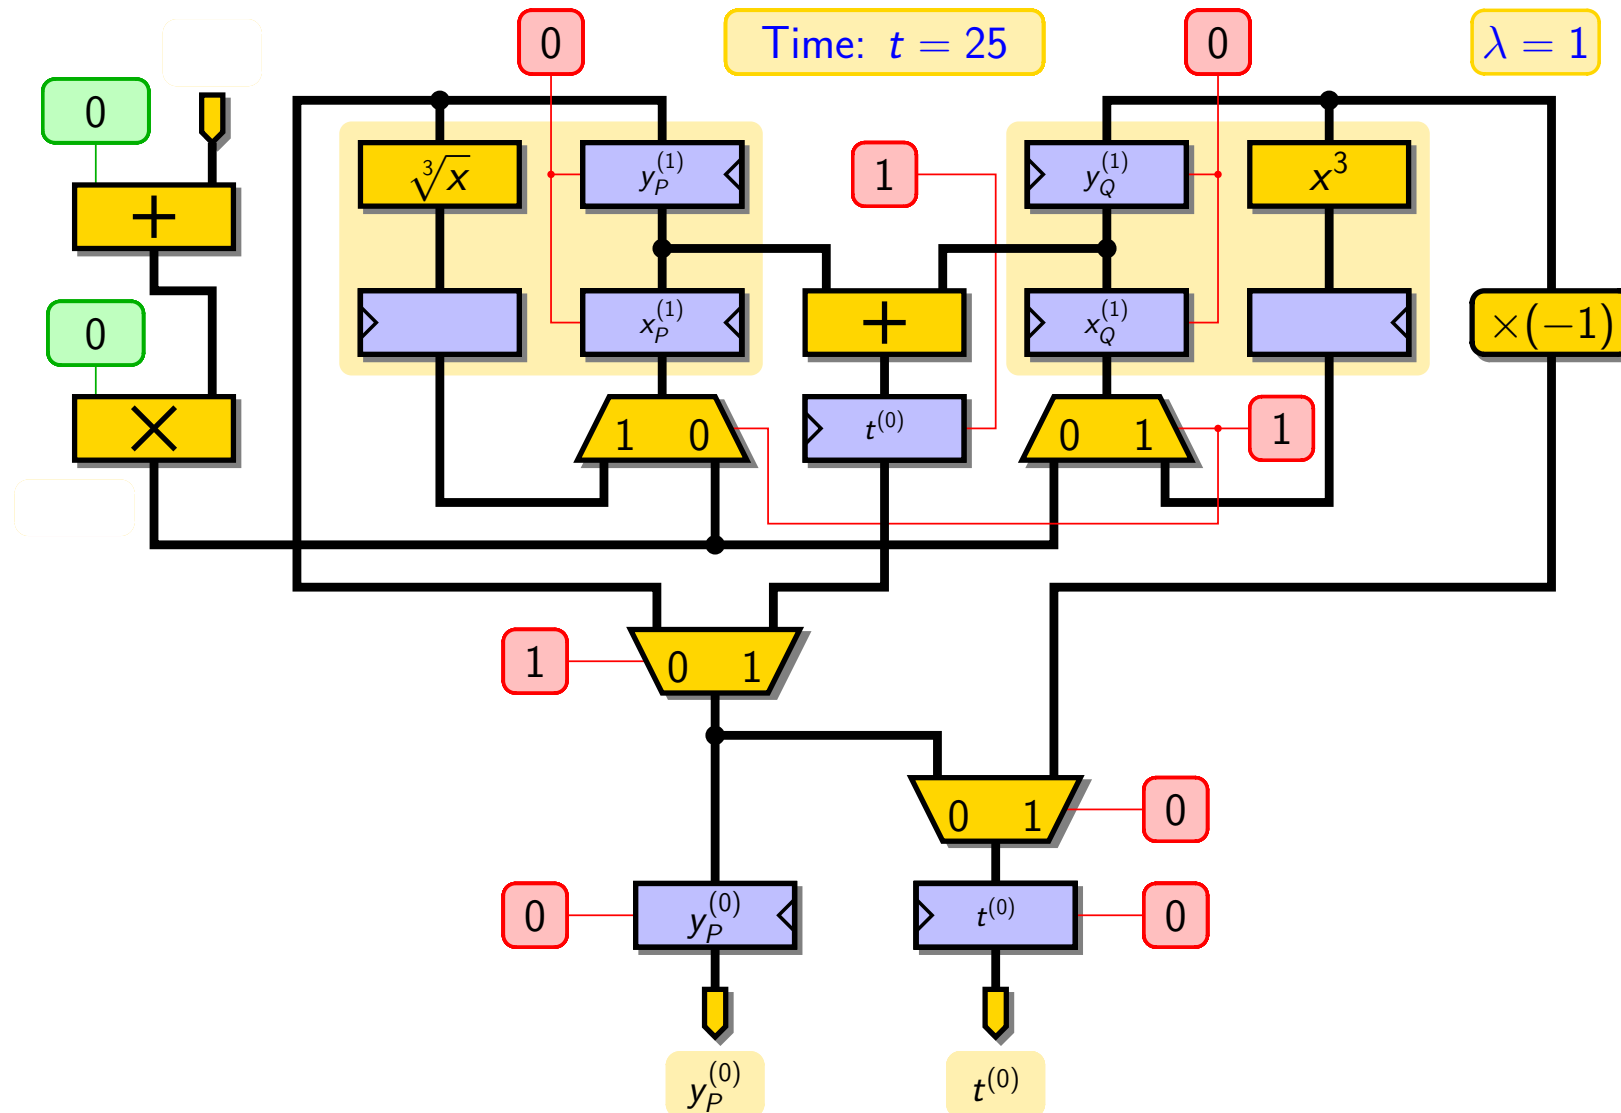 0 Time: t = 25 0 λ = 1
0
∛x y_P^(1) 1 y_Q^(1) x³
+
0 x_P^(1) + x_Q^(1) ×(−1)
× 1 0 t^(0) 0 1 1
1 0 1
0 1 0
0 y_P^(0) t^(0) 0
y_P^(0) t^(0)